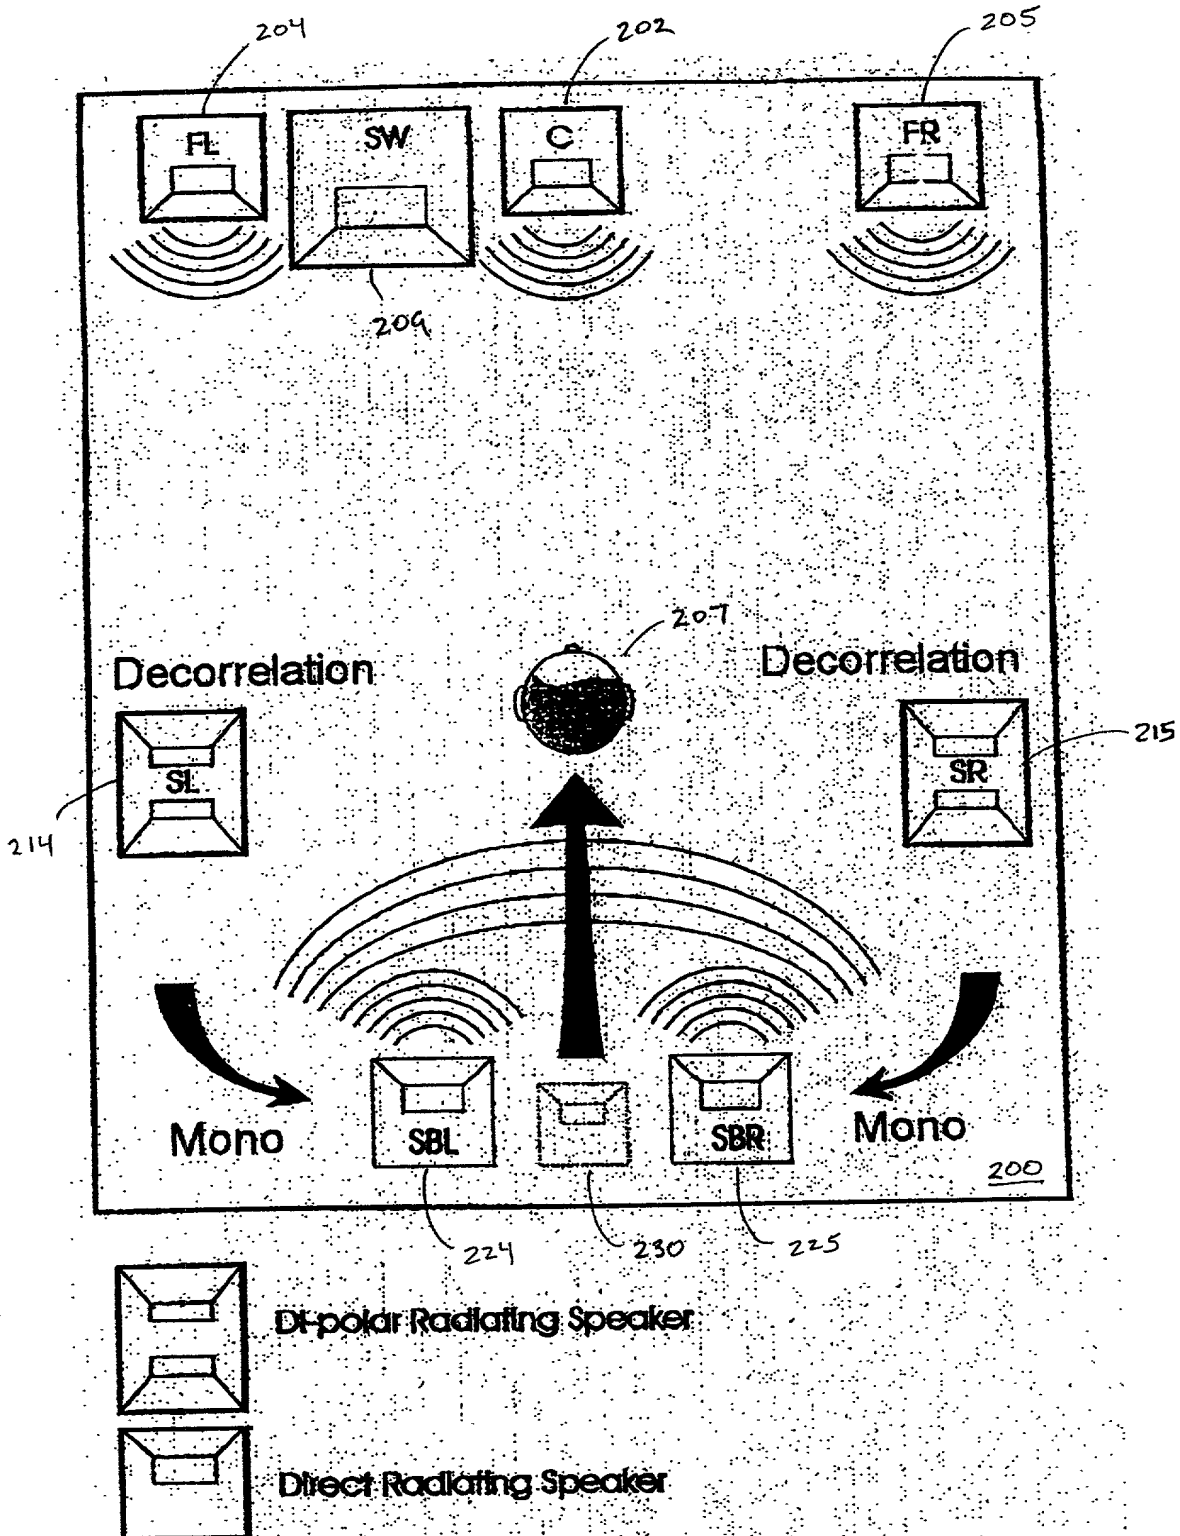 204
202
205
FL
SW
C
FR
209
207
Decorrelation
Decorrelation
SL
SR
215
214
Mono
SBL
SBR
Mono
200
224
230
225
Di-polar Radiating Speaker
Direct Radiating Speaker